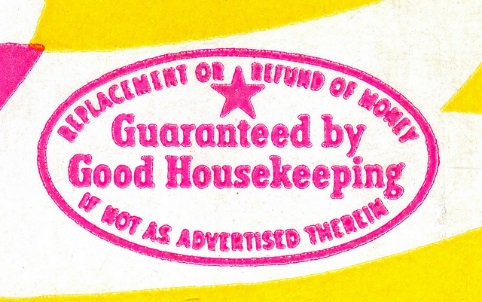 REPLACEMENT OR REFUND OF MONEY
Guaranteed by
Good Housekeeping
IF NOT AS ADVERTISED THEREIN